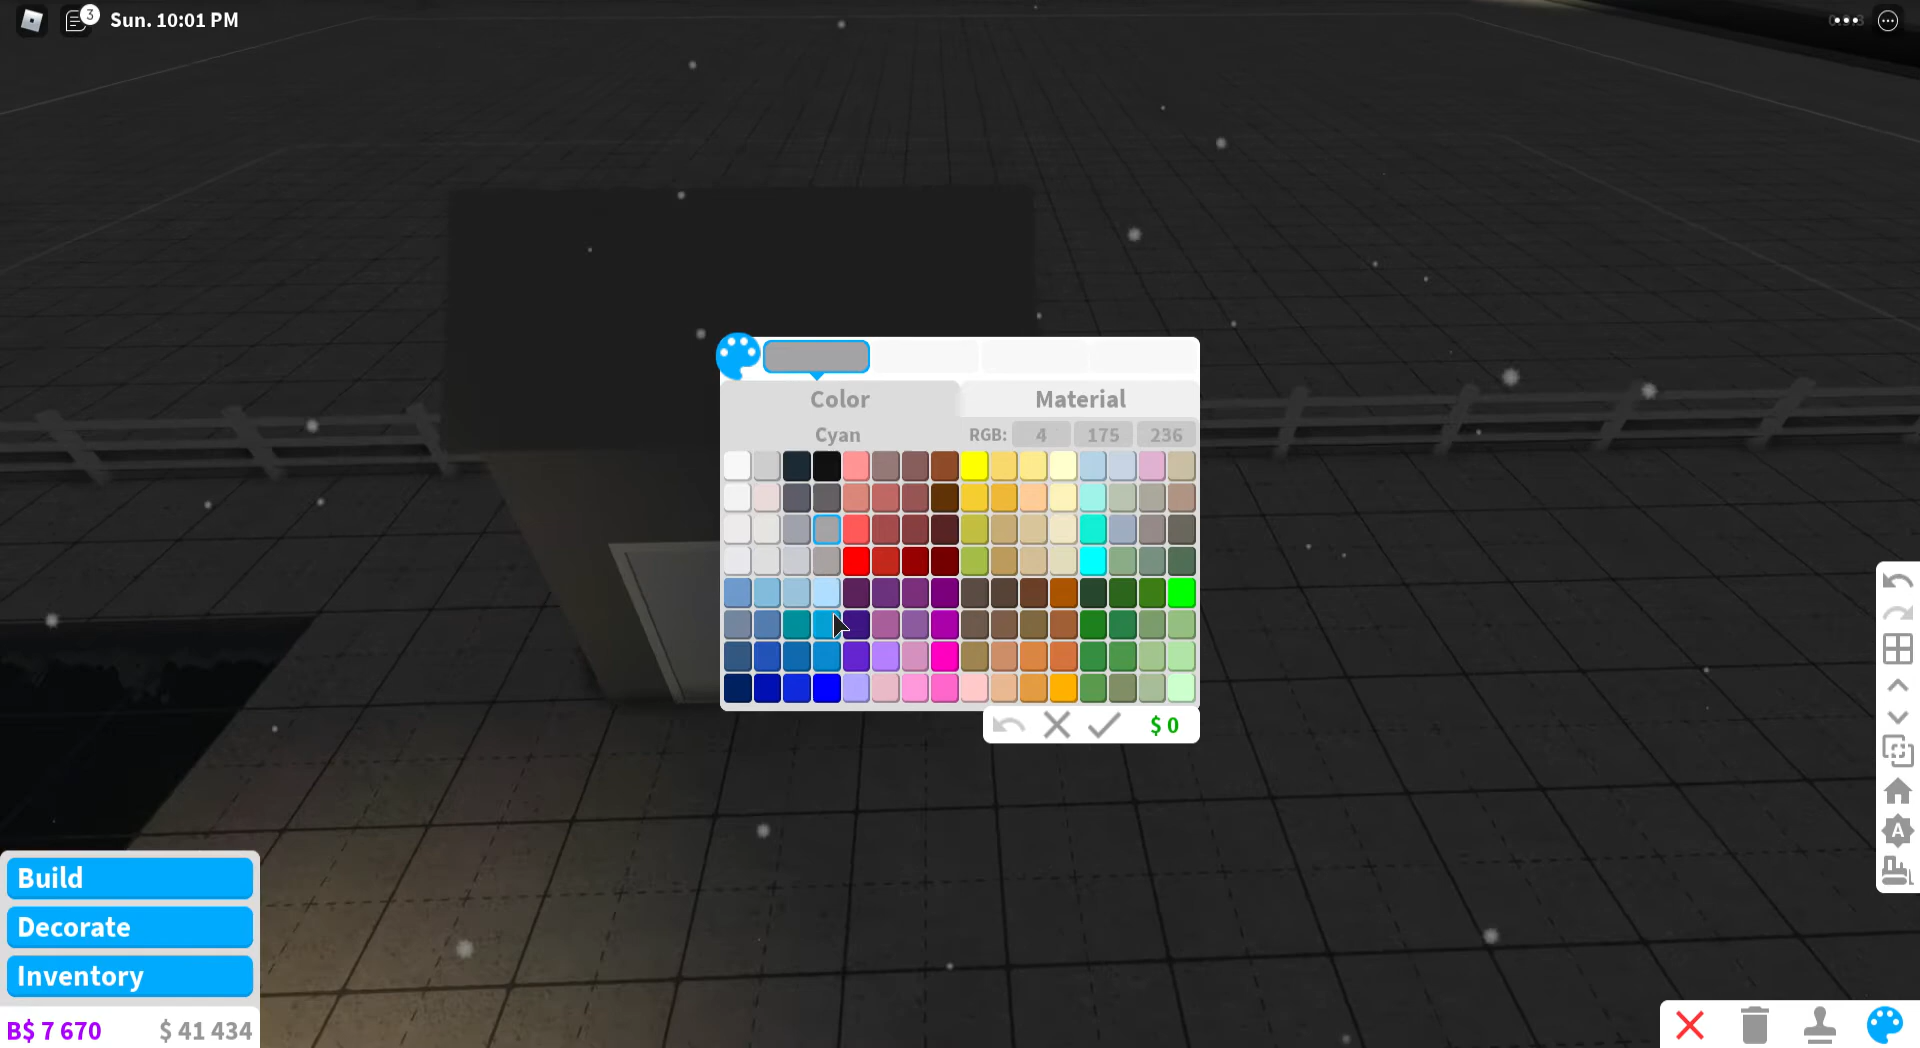 3
Sun. 10:01 PM
Color
Material
Cyan
RGB: 4 175 236
$ 0
A
Build
Decorate
Inventory
B$ 7 670
$ 41 434